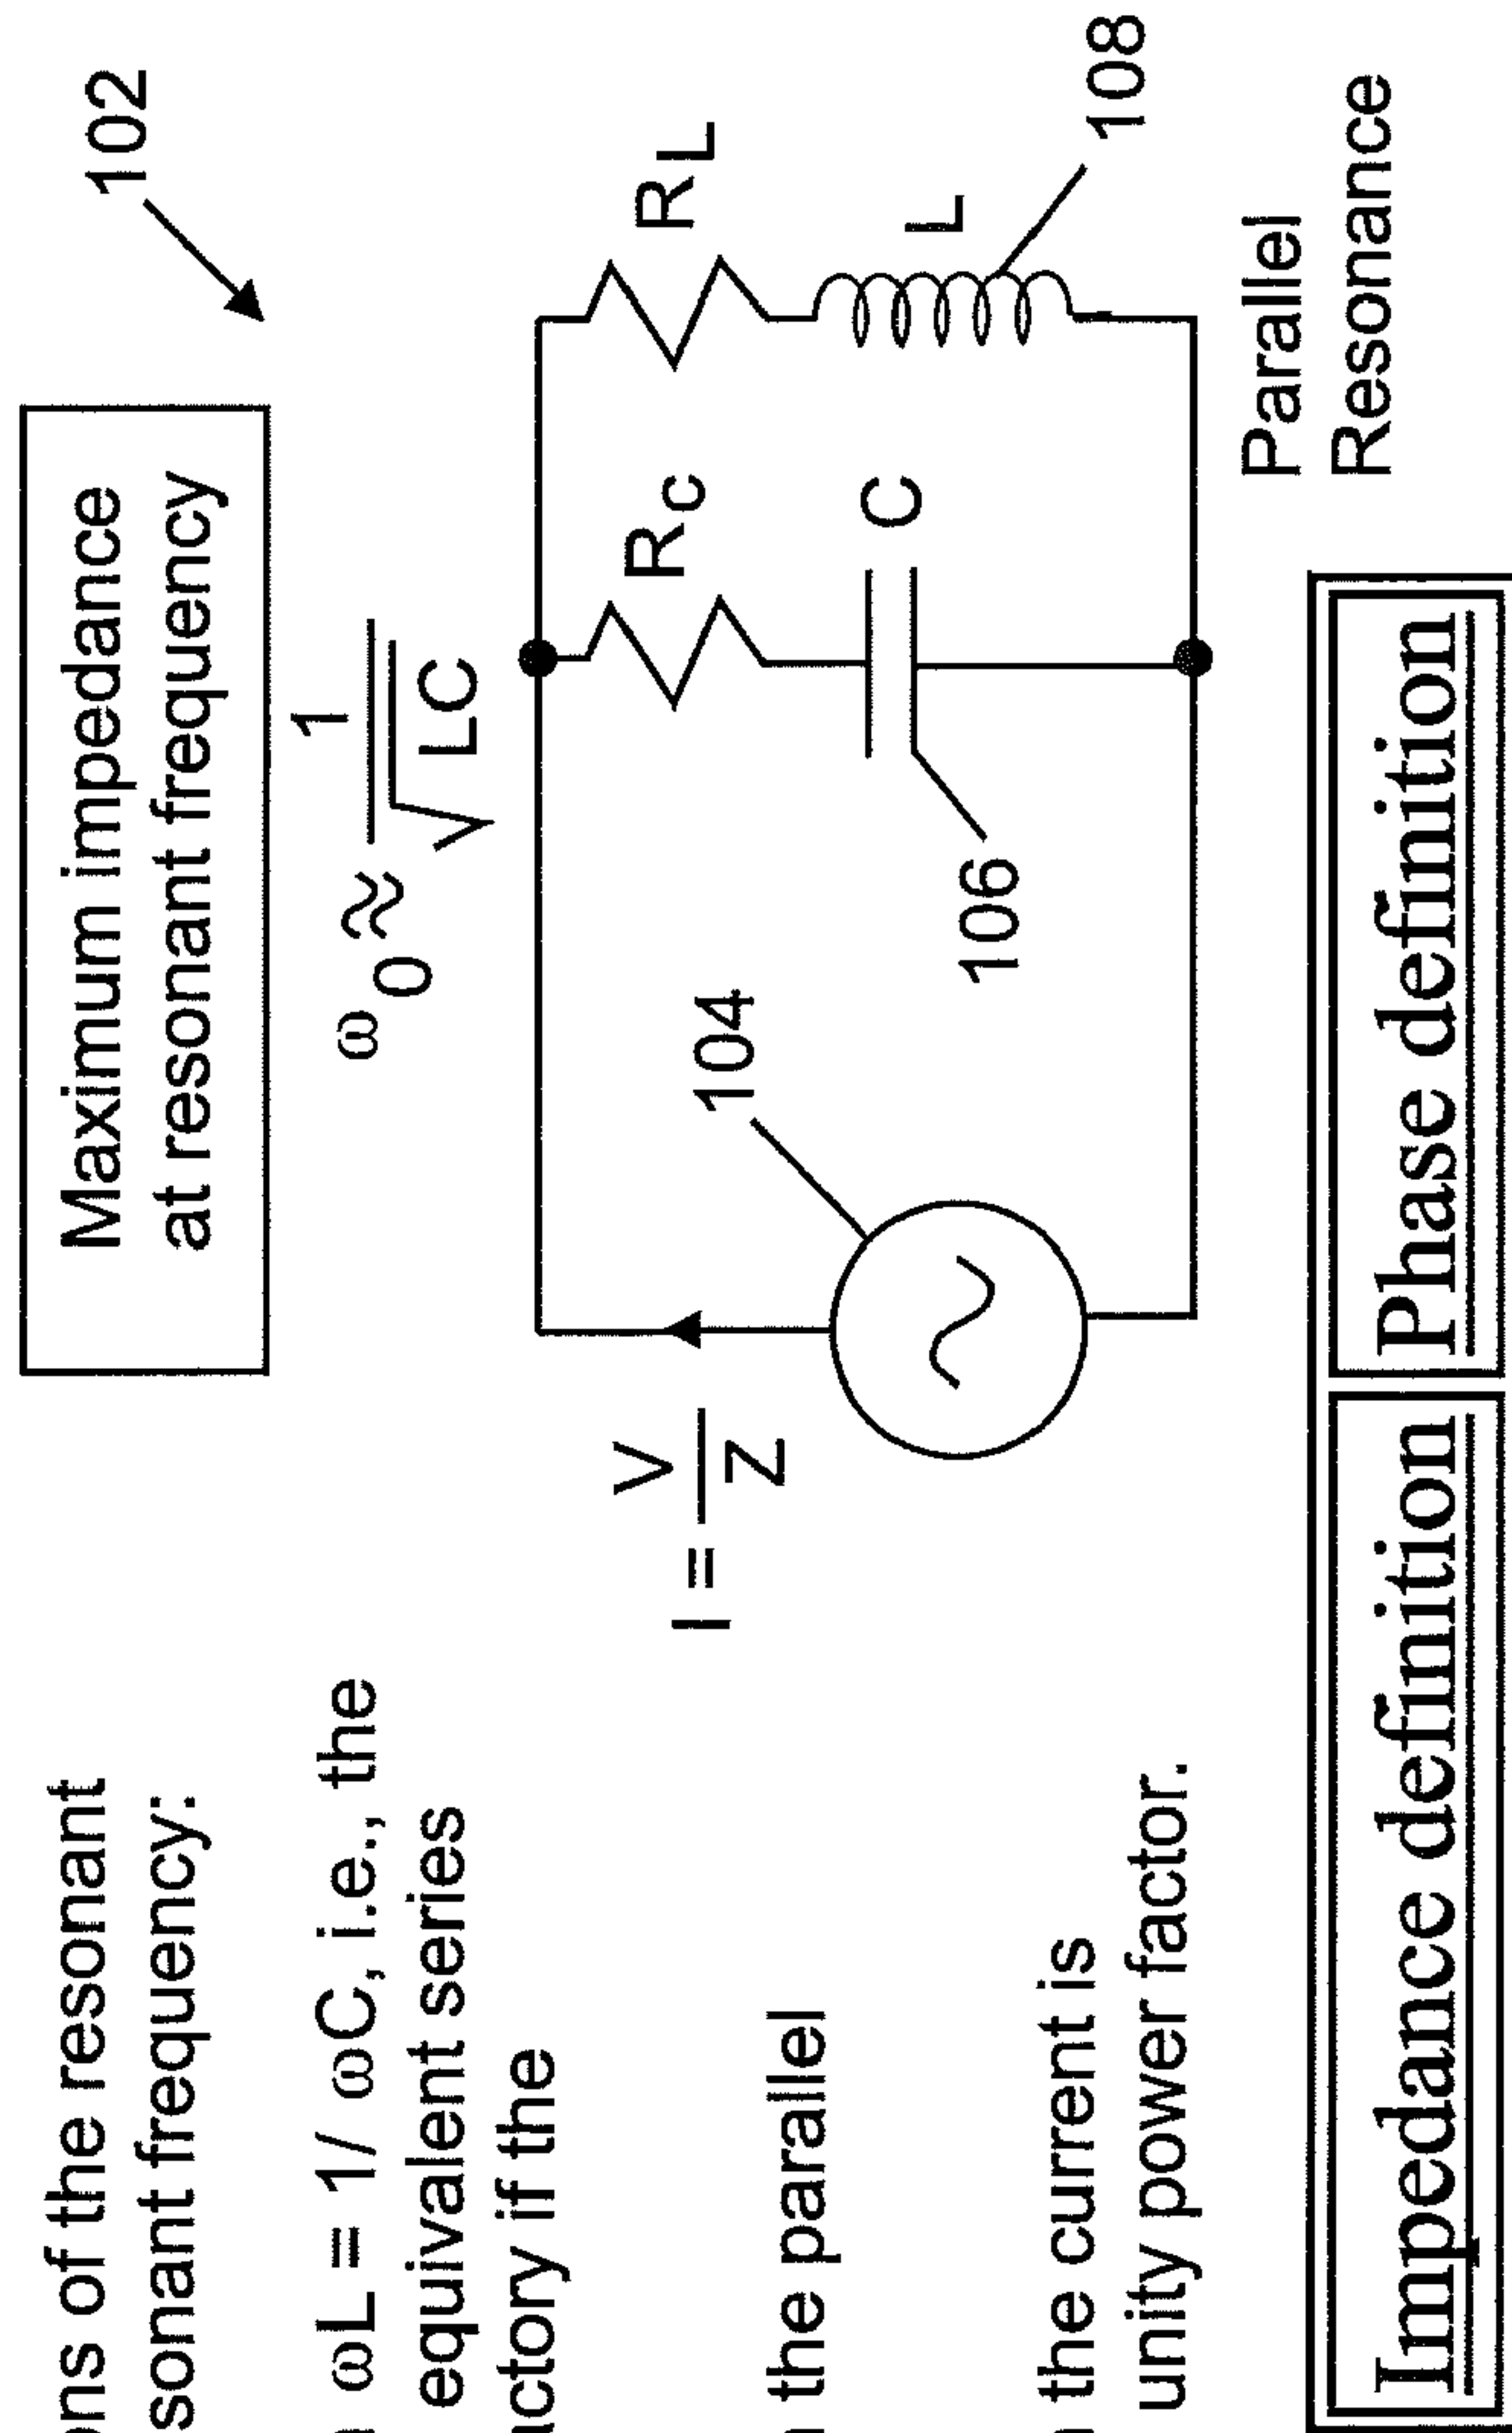 ons of the resonant
sonant frequency:
ωL = 1/ ωC, i.e., the
equivalent series
actory if the
the parallel
the current is
unity power factor.
Maximum impedance
at resonant frequency
102
ω0 ≈ 1/√LC
I = V/Z
104
Rc
C
106
RL
L
108
Parallel
Resonance
Impedance definition
Phase definition